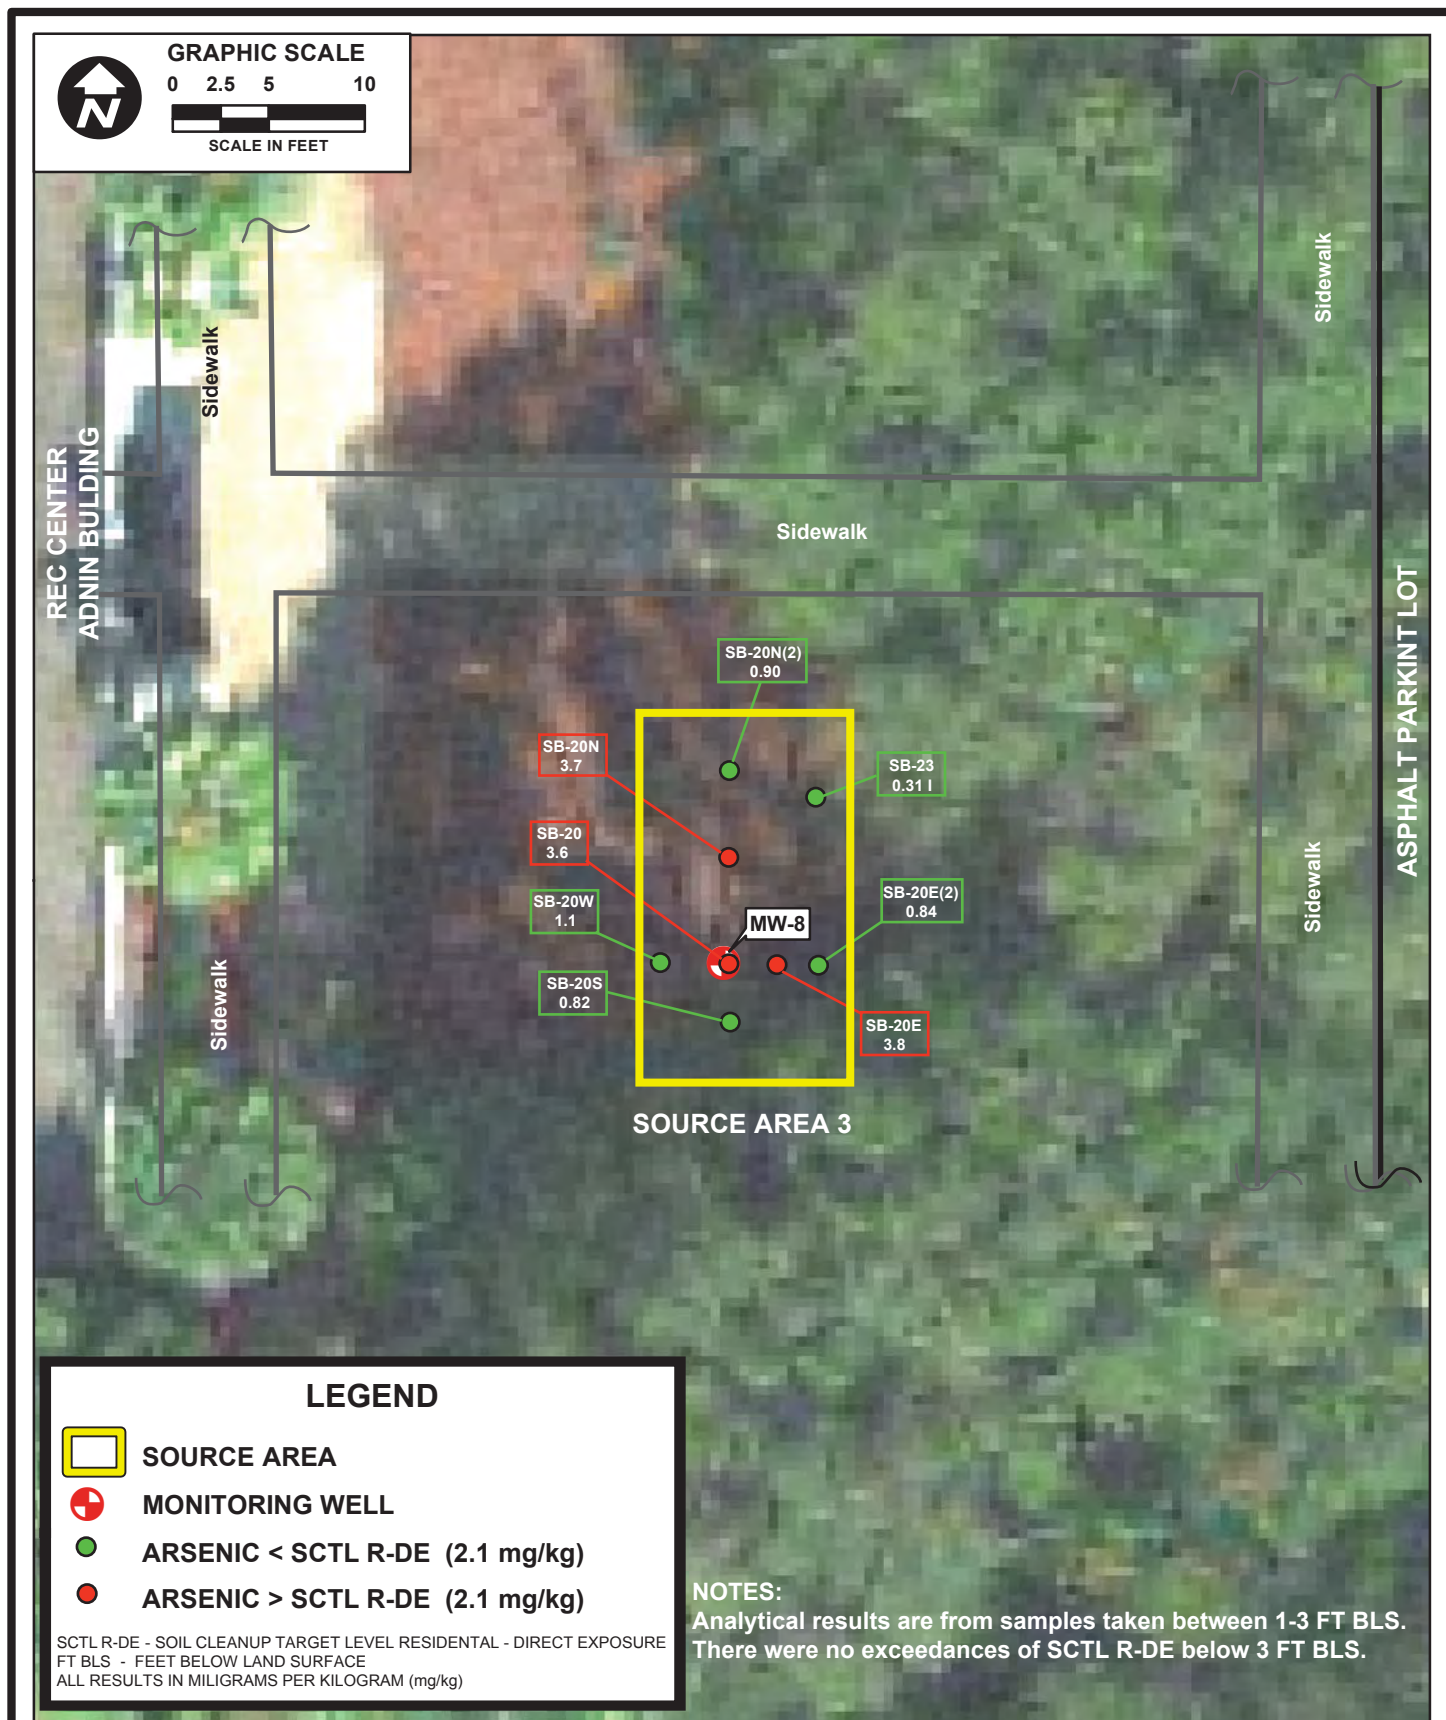 GRAPHIC SCALE
0 2.5 5 10
SCALE IN FEET
N
Sidewalk
Sidewalk
REC CENTER
ADNIN BULDING
Sidewalk
ASPHALT PARKINT LOT
SB-20N(2)
0.90
SB-20N
3.7
SB-23
0.31 I
SB-20
3.6
SB-20W
1.1
SB-20E(2)
0.84
MW-8
SB-20S
0.82
SB-20E
3.8
Sidewalk
Sidewalk
SOURCE AREA 3
LEGEND
SOURCE AREA
MONITORING WELL
ARSENIC < SCTL R-DE (2.1 mg/kg)
ARSENIC > SCTL R-DE (2.1 mg/kg)
SCTL R-DE - SOIL CLEANUP TARGET LEVEL RESIDENTAL - DIRECT EXPOSURE
FT BLS - FEET BELOW LAND SURFACE
ALL RESULTS IN MILIGRAMS PER KILOGRAM (mg/kg)
NOTES:
Analytical results are from samples taken between 1-3 FT BLS.
There were no exceedances of SCTL R-DE below 3 FT BLS.